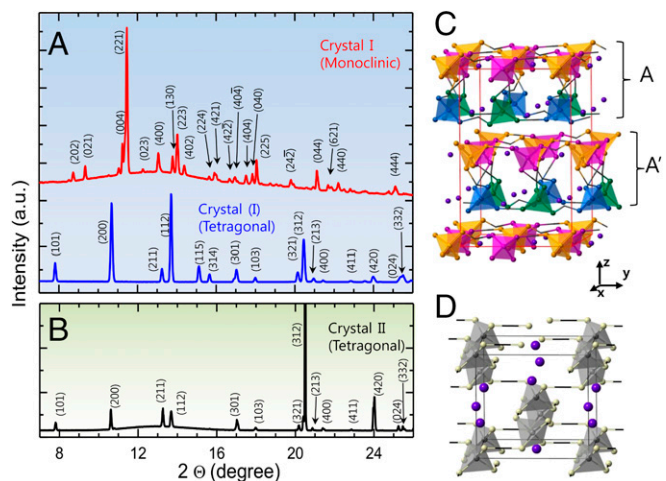 A
Crystal I
(Monoclinic)
(202)
(021)
(004)
(221)
(023)
(400)
(130)
(223)
(402)
(224)
(421)
(422̄)
(404̄)
(404)
(040)
(225)
(242̄)
(044)
(621)
(440)
(444)
Crystal (I)
(Tetragonal)
(101)
(200)
(211)
(112)
(115)
(314)
(301)
(103)
(321)
(312)
(213)
(400)
(411)
(420)
(024)
(332)
B
Crystal II
(Tetragonal)
(101)
(200)
(211)
(112)
(301)
(103)
(321)
(312)
(213)
(400)
(411)
(420)
(024)
(332)
Intensity (a.u.)
8 12 16 20 24
2 Θ (degree)
C
A
A'
z
y
x
D